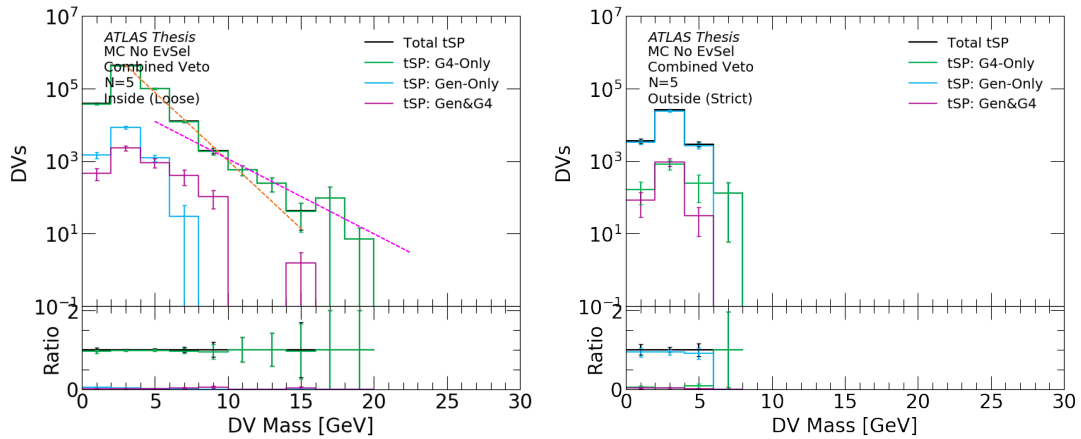 10^7
10^5
10^3
10^1
10^-1
DVs
ATLAS Thesis
MC No EvSel
Combined Veto
N=5
Inside (Loose)
Total tSP
tSP: G4-Only
tSP: Gen-Only
tSP: Gen&G4
2
0
Ratio
0 5 10 15 20 25 30
DV Mass [GeV]
10^7
10^5
10^3
10^1
10^-1
DVs
ATLAS Thesis
MC No EvSel
Combined Veto
N=5
Outside (Strict)
Total tSP
tSP: G4-Only
tSP: Gen-Only
tSP: Gen&G4
2
0
Ratio
0 5 10 15 20 25 30
DV Mass [GeV]